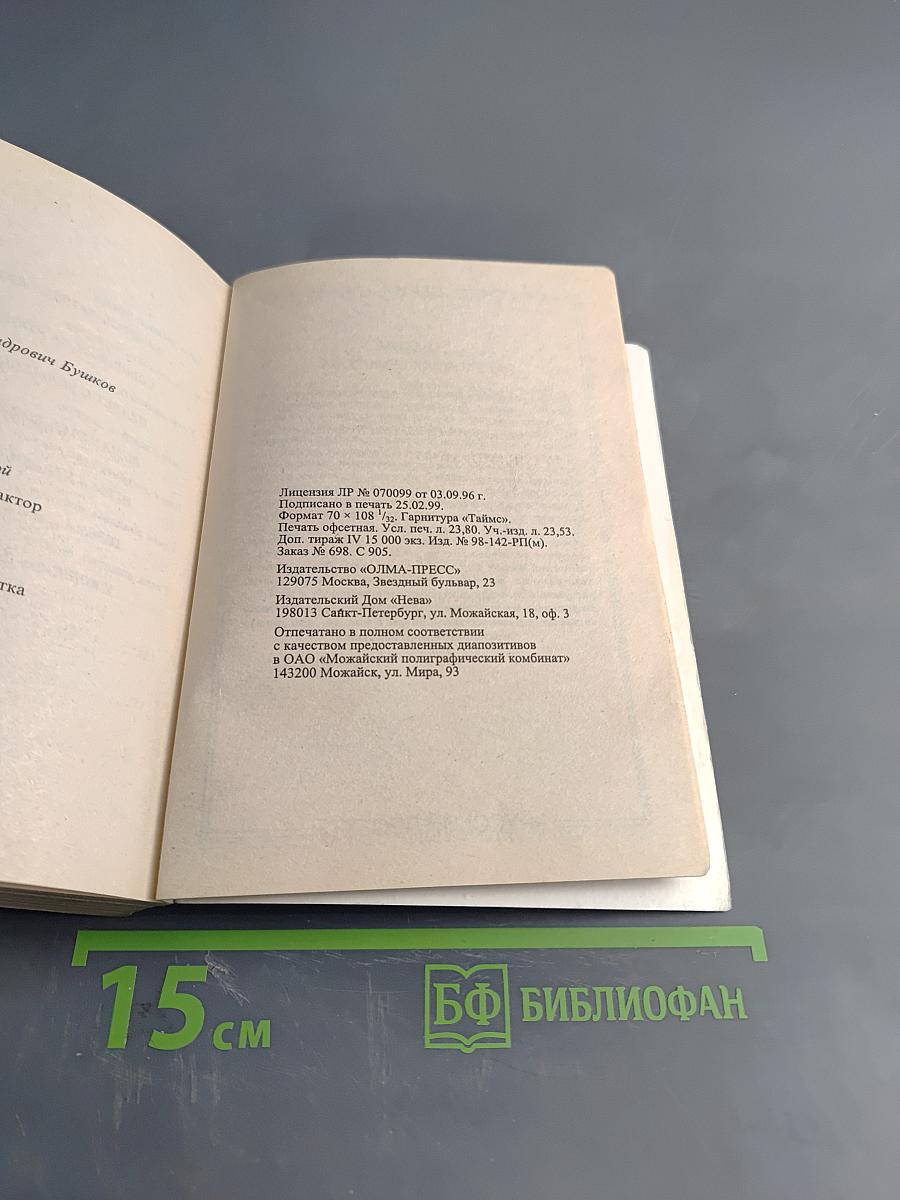 ндрович Бушков
ой
актор
тка
Лицензия ЛР № 070099 от 03.09.96 г.
Подписано в печать 25.02.99.
Формат 70 × 108 1/32. Гарнитура «Таймс».
Печать офсетная. Усл. печ. л. 23,80. Уч.-изд. л. 23,53.
Доп. тираж IV 15 000 экз. Изд. № 98-142-РП(м).
Заказ № 698. С 905.
Издательство «ОЛМА-ПРЕСС»
129075 Москва, Звездный бульвар, 23
Издательский Дом «Нева»
198013 Санкт-Петербург, ул. Можайская, 18, оф. 3
Отпечатано в полном соответствии
с качеством предоставленных диапозитивов
в ОАО «Можайский полиграфический комбинат»
143200 Можайск, ул. Мира, 93
15 см
БФ БИБЛИОФАН